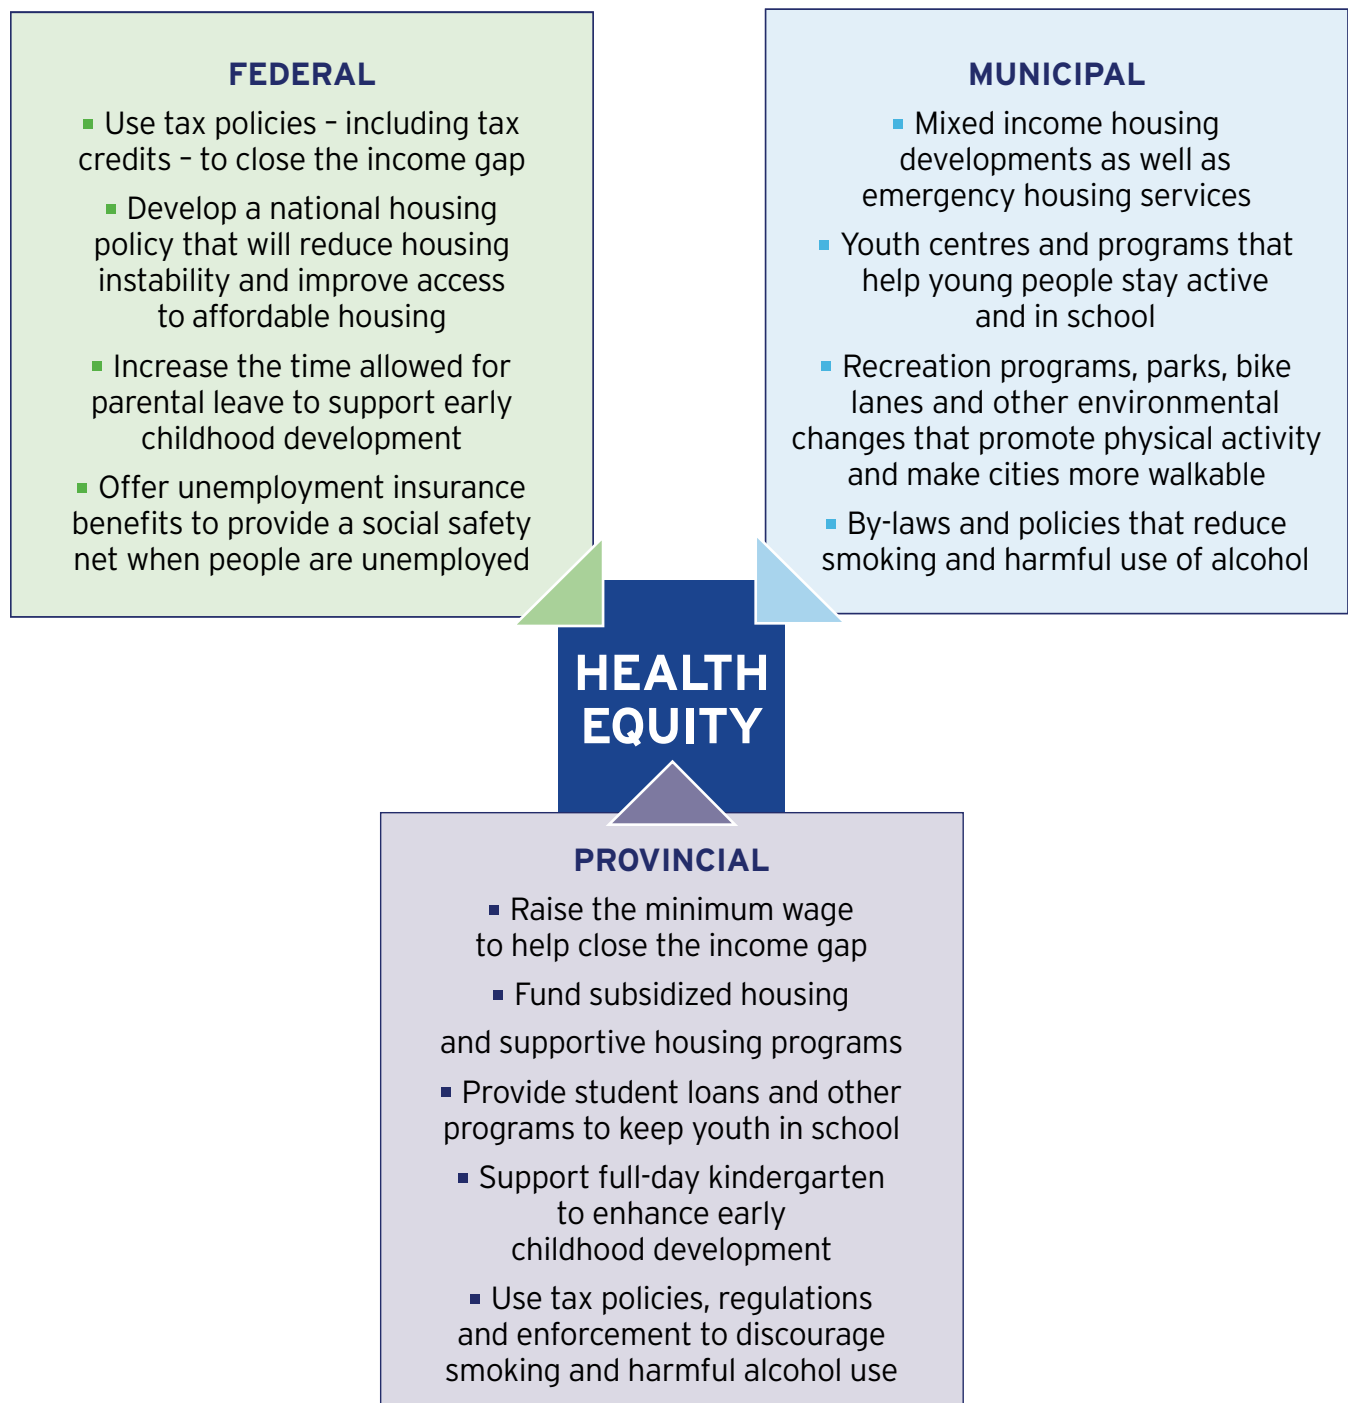 FEDERAL
▪ Use tax policies – including tax
credits – to close the income gap
▪ Develop a national housing
policy that will reduce housing
instability and improve access
to affordable housing
▪ Increase the time allowed for
parental leave to support early
childhood development
▪ Offer unemployment insurance
benefits to provide a social safety
net when people are unemployed
MUNICIPAL
▪ Mixed income housing
developments as well as
emergency housing services
▪ Youth centres and programs that
help young people stay active
and in school
▪ Recreation programs, parks, bike
lanes and other environmental
changes that promote physical activity
and make cities more walkable
▪ By-laws and policies that reduce
smoking and harmful use of alcohol
HEALTH
EQUITY
PROVINCIAL
▪ Raise the minimum wage
to help close the income gap
▪ Fund subsidized housing
and supportive housing programs
▪ Provide student loans and other
programs to keep youth in school
▪ Support full-day kindergarten
to enhance early
childhood development
▪ Use tax policies, regulations
and enforcement to discourage
smoking and harmful alcohol use